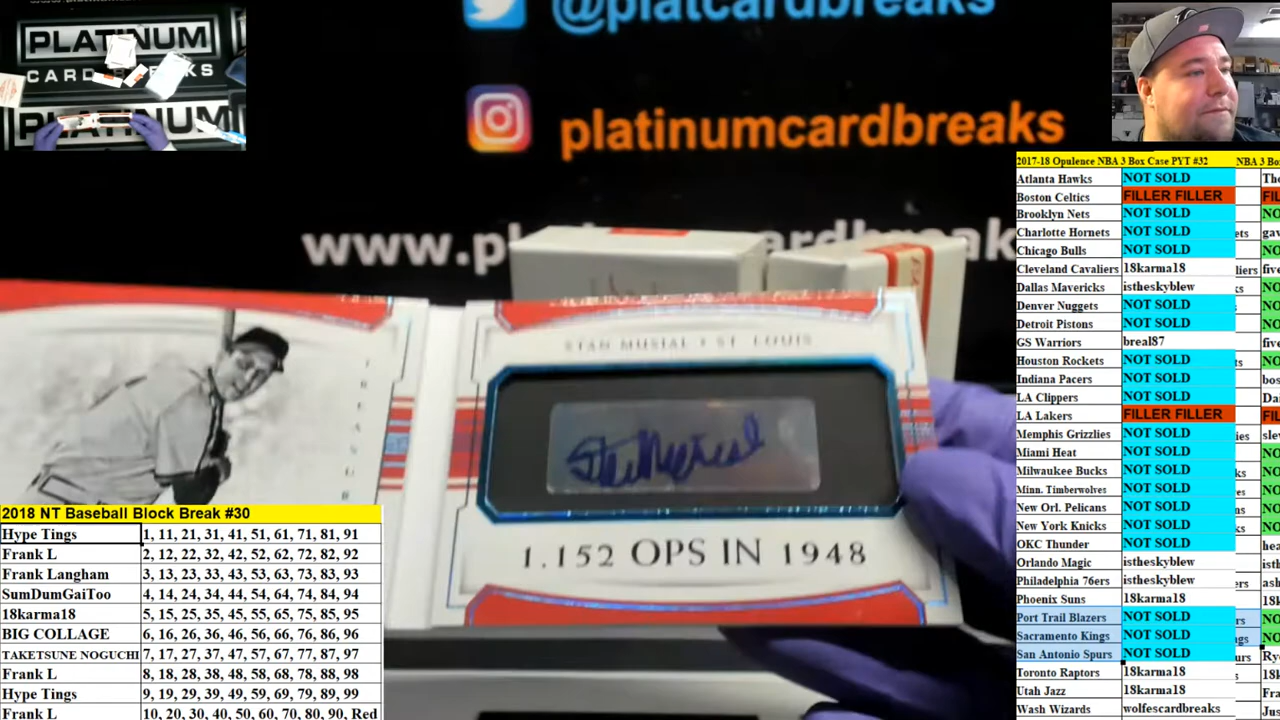 PLATINUM
CARD BREAKS
PLATINUM
@platcardbreaks
platinumcardbreaks
STAN MUSIAL • ST. LOUIS
1.152 OPS IN 1948
2018 NT Baseball Block Break #30
Hype Tings 1, 11, 21, 31, 41, 51, 61, 71, 81, 91
Frank L 2, 12, 22, 32, 42, 52, 62, 72, 82, 92
Frank Langham 3, 13, 23, 33, 43, 53, 63, 73, 83, 93
SumDumGaiToo 4, 14, 24, 34, 44, 54, 64, 74, 84, 94
18karma18 5, 15, 25, 35, 45, 55, 65, 75, 85, 95
BIG COLLAGE 6, 16, 26, 36, 46, 56, 66, 76, 86, 96
TAKETSUNE NOGUCHI 7, 17, 27, 37, 47, 57, 67, 77, 87, 97
Frank L 8, 18, 28, 38, 48, 58, 68, 78, 88, 98
Hype Tings 9, 19, 29, 39, 49, 59, 69, 79, 89, 99
Frank L 10, 20, 30, 40, 50, 60, 70, 80, 90, Red
2017-18 Opulence NBA 3 Box Case PYT #32 NBA 3 Bo
Atlanta Hawks NOT SOLD
Boston Celtics FILLER FILLER
Brooklyn Nets NOT SOLD
Charlotte Hornets NOT SOLD
Chicago Bulls NOT SOLD
Cleveland Cavaliers 18karma18
Dallas Mavericks istheskyblew
Denver Nuggets NOT SOLD
Detroit Pistons NOT SOLD
GS Warriors breal87
Houston Rockets NOT SOLD
Indiana Pacers NOT SOLD
LA Clippers NOT SOLD
LA Lakers FILLER FILLER
Memphis Grizzlies NOT SOLD
Miami Heat NOT SOLD
Milwaukee Bucks NOT SOLD
Minn. Timberwolves NOT SOLD
New Orl. Pelicans NOT SOLD
New York Knicks NOT SOLD
OKC Thunder NOT SOLD
Orlando Magic istheskyblew
Philadelphia 76ers istheskyblew
Phoenix Suns 18karma18
Port Trail Blazers NOT SOLD
Sacramento Kings NOT SOLD
San Antonio Spurs NOT SOLD
Toronto Raptors 18karma18
Utah Jazz 18karma18
Wash Wizards wolfescardbreaks